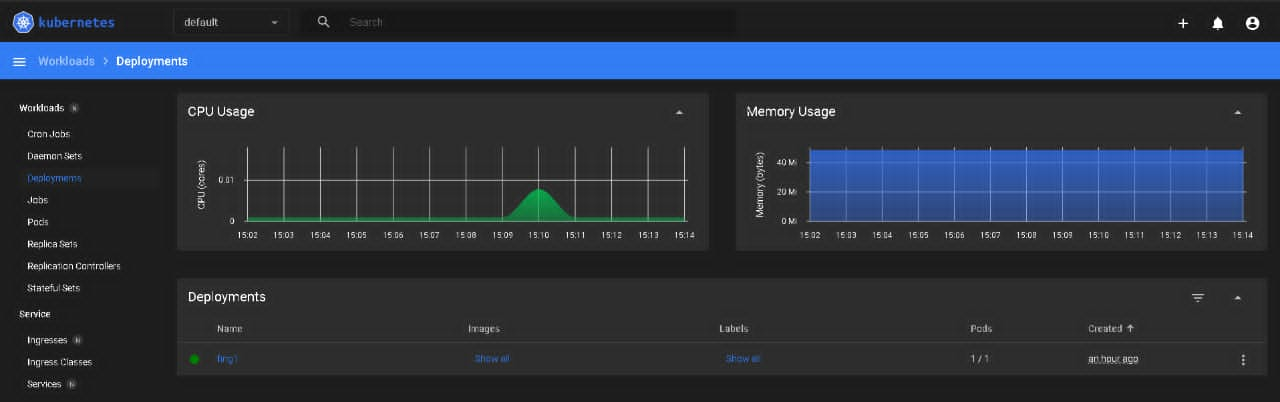 kubernetes
default
Search
Workloads > Deployments
Workloads N
Cron Jobs
Daemon Sets
Deployments
Jobs
Pods
Replica Sets
Replication Controllers
Stateful Sets
Service
Ingresses N
Ingress Classes
Services N
CPU Usage
CPU (cores)
0.01
0
15:02 15:03 15:04 15:05 15:06 15:07 15:08 15:09 15:10 15:11 15:12 15:13 15:14
Memory Usage
Memory (bytes)
40 Mi
20 Mi
0 Mi
15:02 15:03 15:04 15:05 15:06 15:07 15:08 15:09 15:10 15:11 15:12 15:13 15:14
Deployments
Name Images Labels Pods Created ↑
Show all Show all 1 / 1 an hour ago